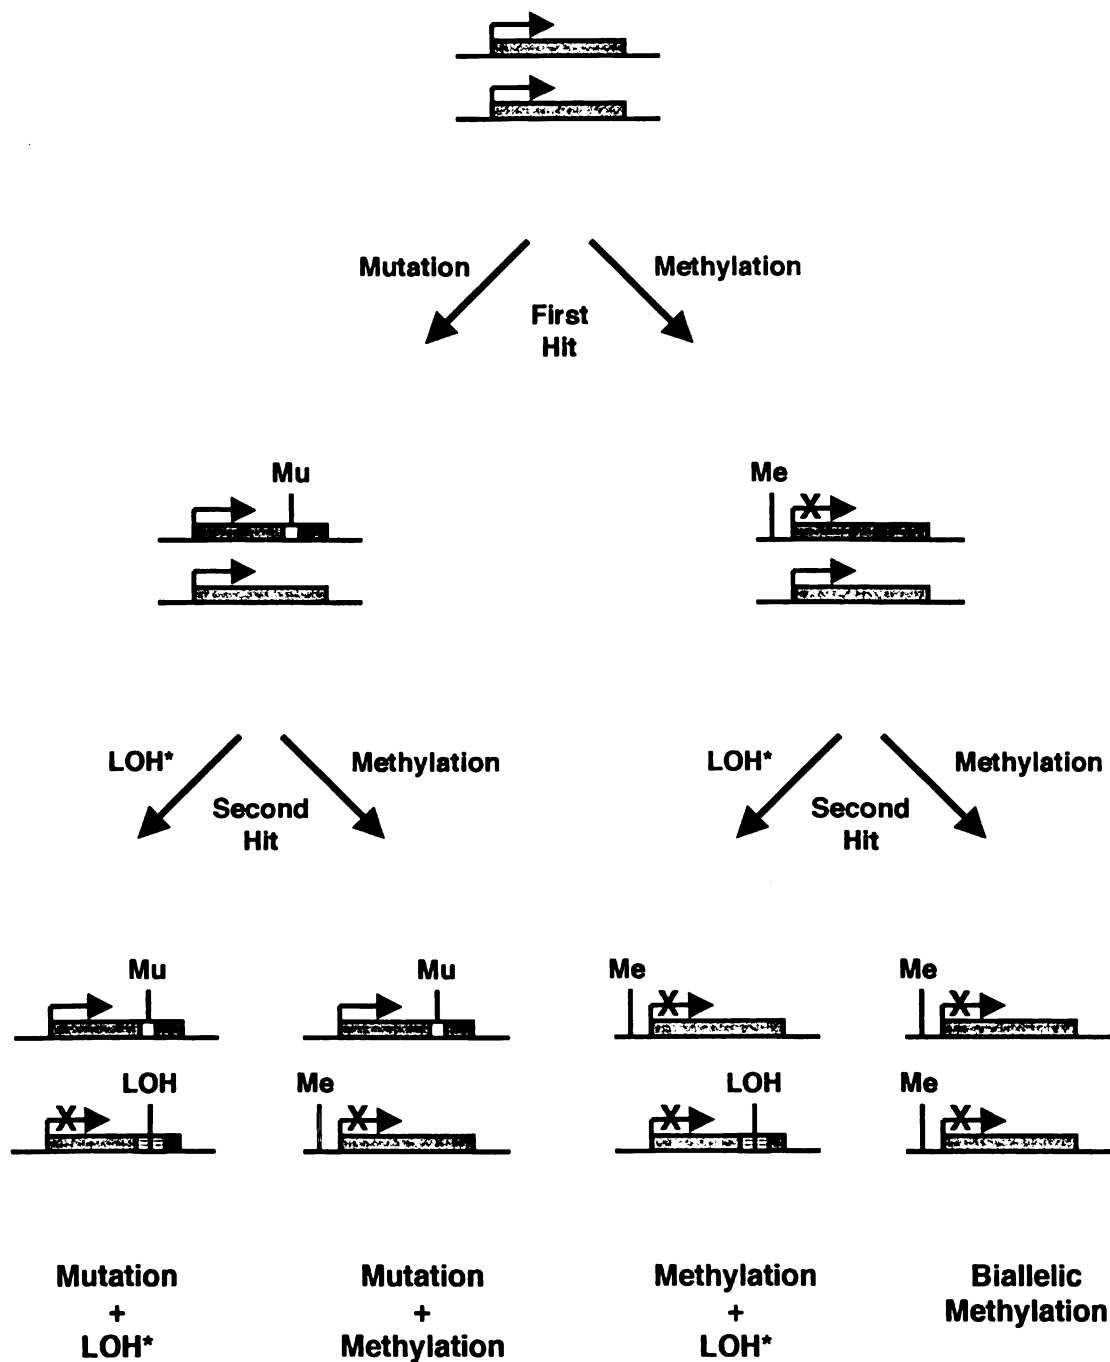 Mutation
Methylation
First
Hit
Mu
Me
X
LOH*
Methylation
Second
Hit
LOH*
Methylation
Second
Hit
Mu
Mu
Me
X
Me
X
LOH
X
Me
X
LOH
X
Me
X
Mutation
+
LOH*
Mutation
+
Methylation
Methylation
+
LOH*
Biallelic
Methylation